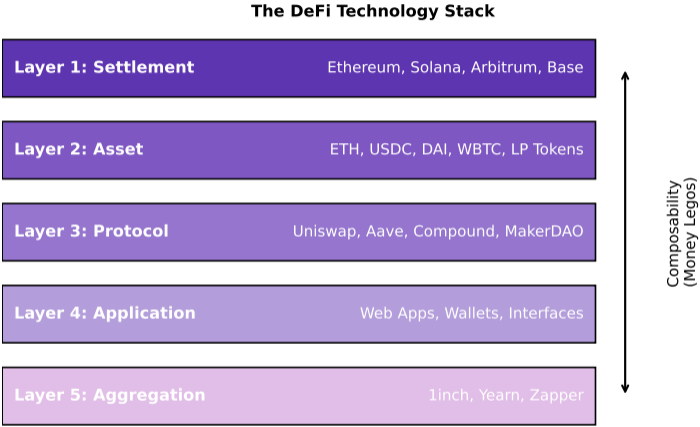 The DeFi Technology Stack
Layer 1: Settlement Ethereum, Solana, Arbitrum, Base
Layer 2: Asset ETH, USDC, DAI, WBTC, LP Tokens
Layer 3: Protocol Uniswap, Aave, Compound, MakerDAO
Layer 4: Application Web Apps, Wallets, Interfaces
Layer 5: Aggregation 1inch, Yearn, Zapper
Composability
(Money Legos)